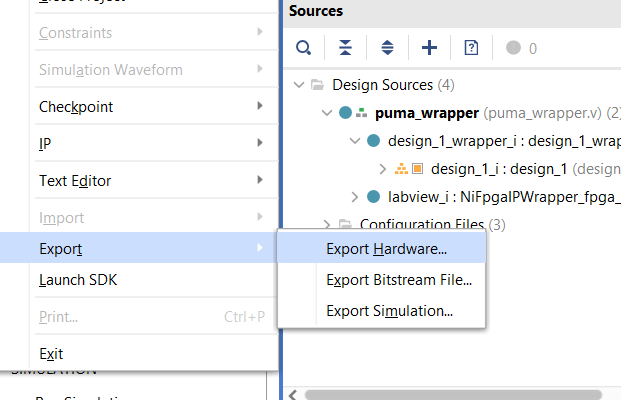 Close Project
Constraints
Simulation Waveform
Checkpoint
IP
Text Editor
Import
Export
Launch SDK
Print... Ctrl+P
Exit
SIMULATION
Sources
0
Design Sources (4)
puma_wrapper (puma_wrapper.v) (2)
design_1_wrapper_i : design_1_wrap
design_1_i : design_1 (design
labview_i : NiFpgaIPWrapper_fpga_
Configuration Files (3)
Export Hardware...
Export Bitstream File...
Export Simulation...